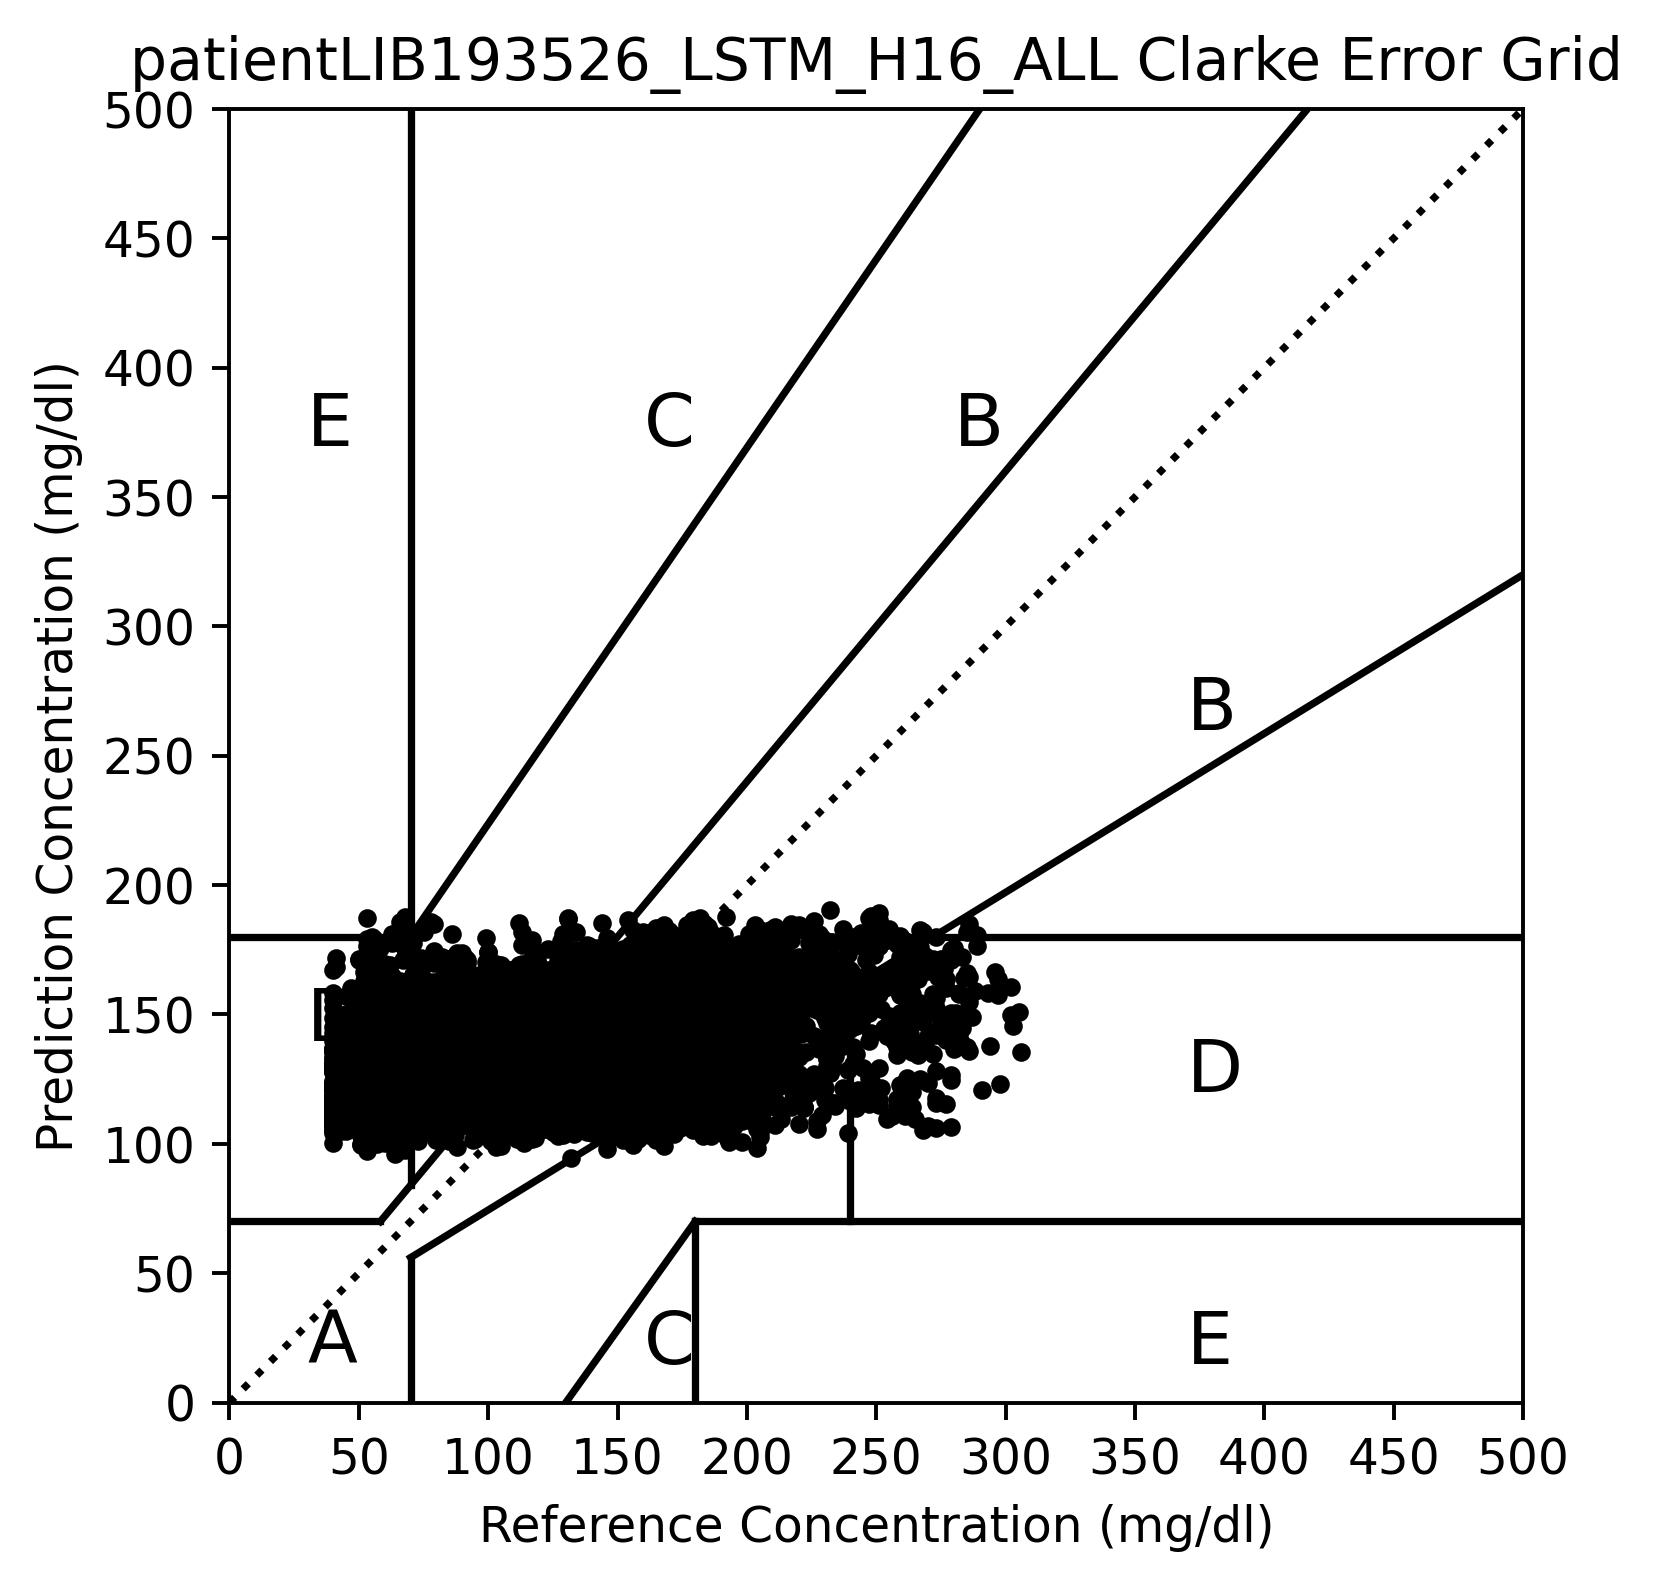 patientLIB193526_LSTM_H16_ALL Clarke Error Grid
Prediction Concentration (mg/dl)
500
450
400
350
300
250
200
150
100
50
0
E
C
B
B
D
A
C
E
0 50 100 150 200 250 300 350 400 450 500
Reference Concentration (mg/dl)